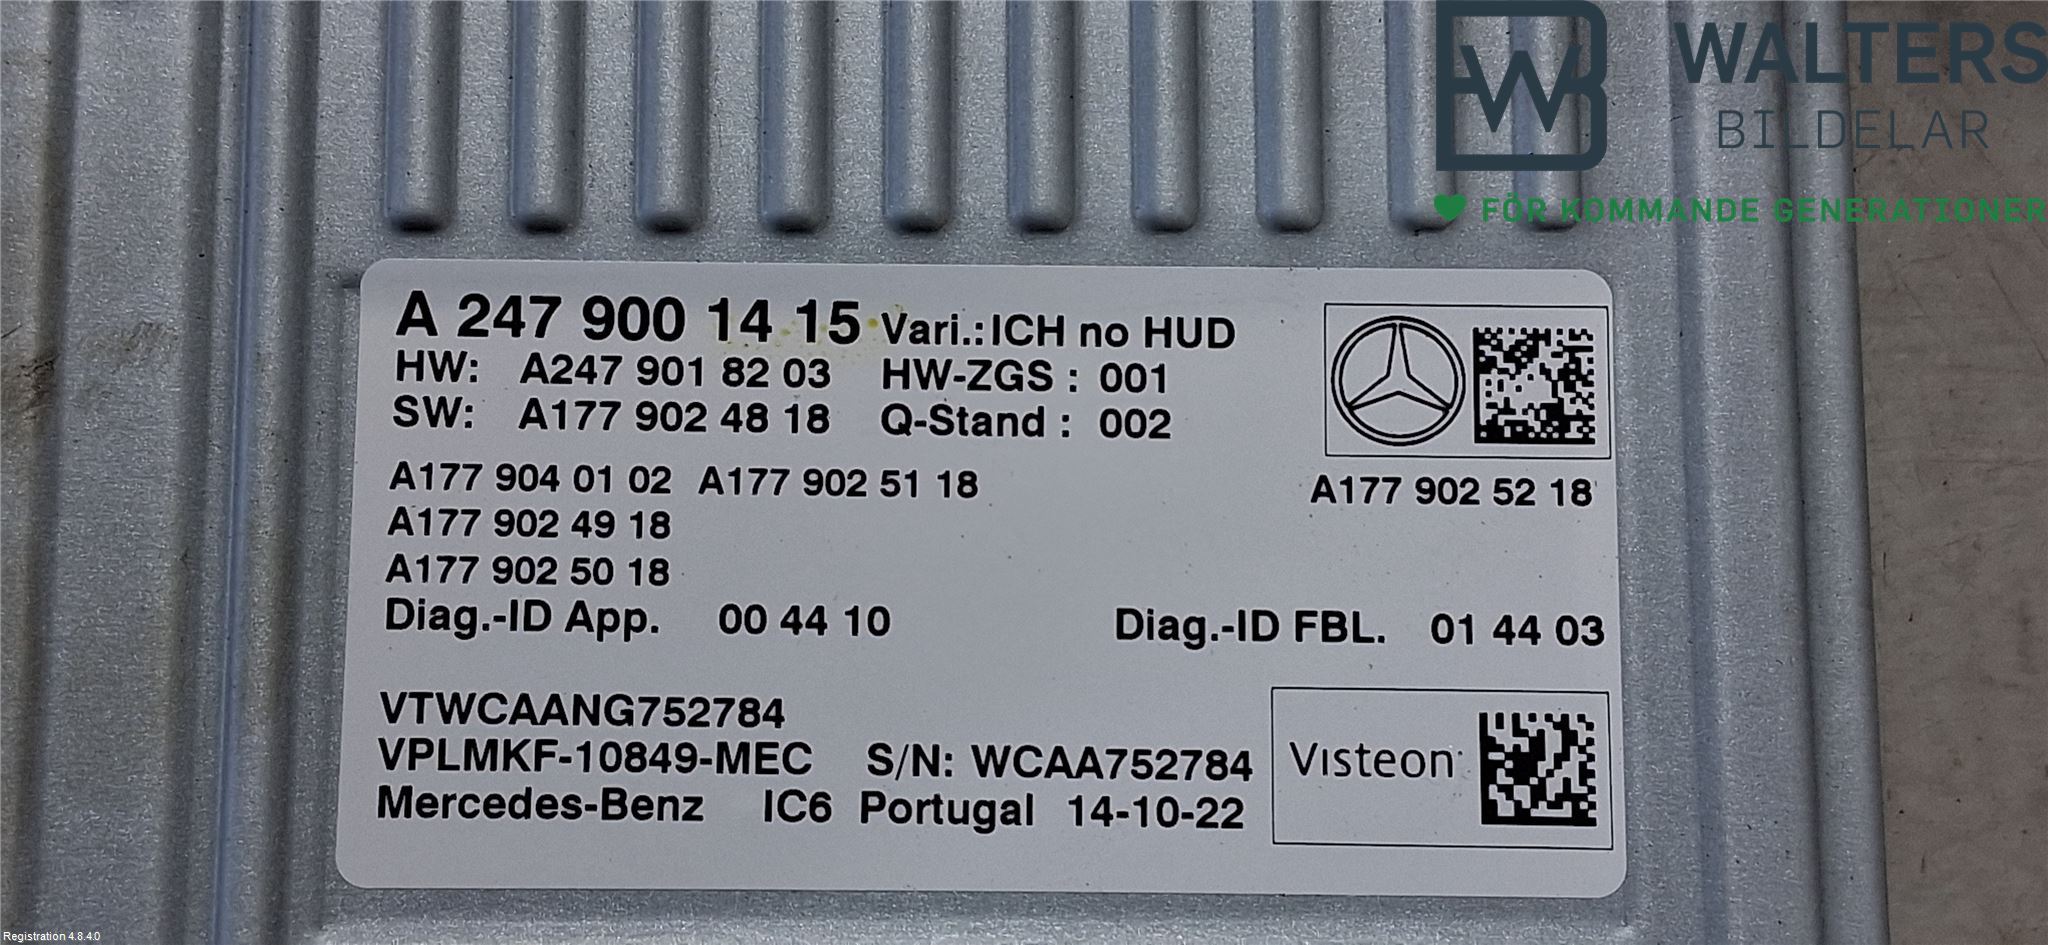 WALTERS
BILDELAR
FÖR KOMMANDE GENERATIONER
A 247 900 14 15 Vari.: ICH no HUD
HW: A247 901 82 03 HW-ZGS : 001
SW: A177 902 48 18 Q-Stand : 002
A177 904 01 02 A177 902 51 18 A177 902 52 18
A177 902 49 18
A177 902 50 18
Diag.-ID App. 00 44 10 Diag.-ID FBL. 01 44 03
VTWCAANG752784
VPLMKF-10849-MEC S/N: WCAA752784
Visteon
Mercedes-Benz IC6 Portugal 14-10-22
Registration 4.8.4.0